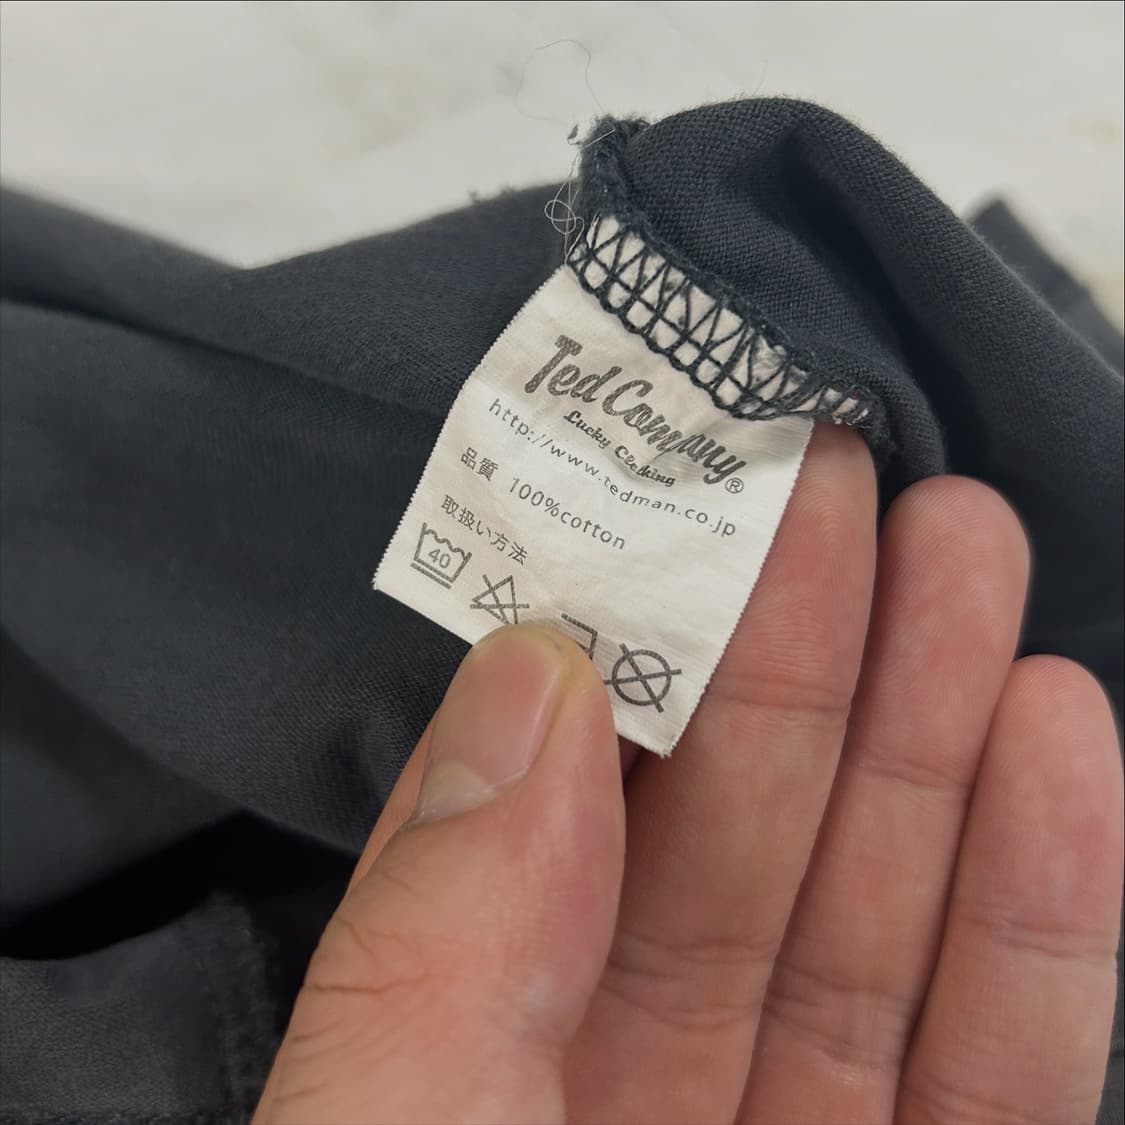 Ted Company®
Lucky Clothing
http://www.tedman.co.jp
品質 100%cotton
取扱い方法
40